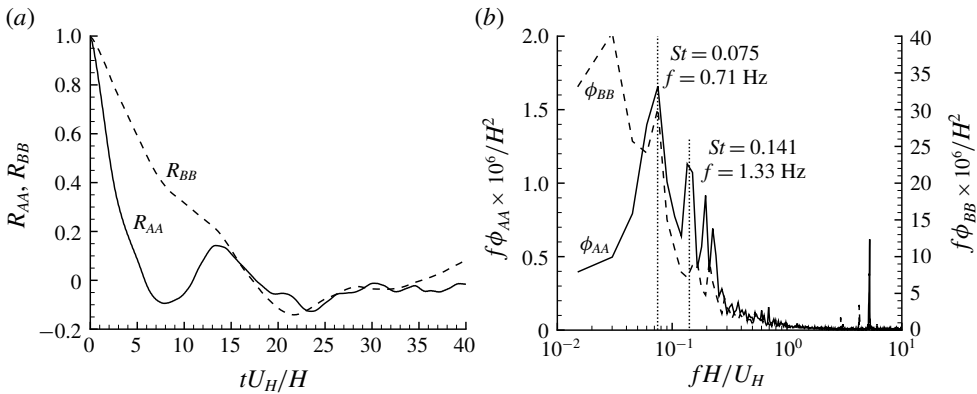 (a)
1.0
0.8
0.6
0.4
0.2
0
−0.2
R_AA, R_BB
R_BB
R_AA
0 5 10 15 20 25 30 35 40
tU_H/H
(b)
2.0
1.5
1.0
0.5
0
fϕ_AA × 10^6/H^2
ϕ_BB
ϕ_AA
St = 0.075
f = 0.71 Hz
St = 0.141
f = 1.33 Hz
40
35
30
25
20
15
10
5
0
fϕ_BB × 10^6/H^2
10^−2 10^−1 10^0 10^1
fH/U_H